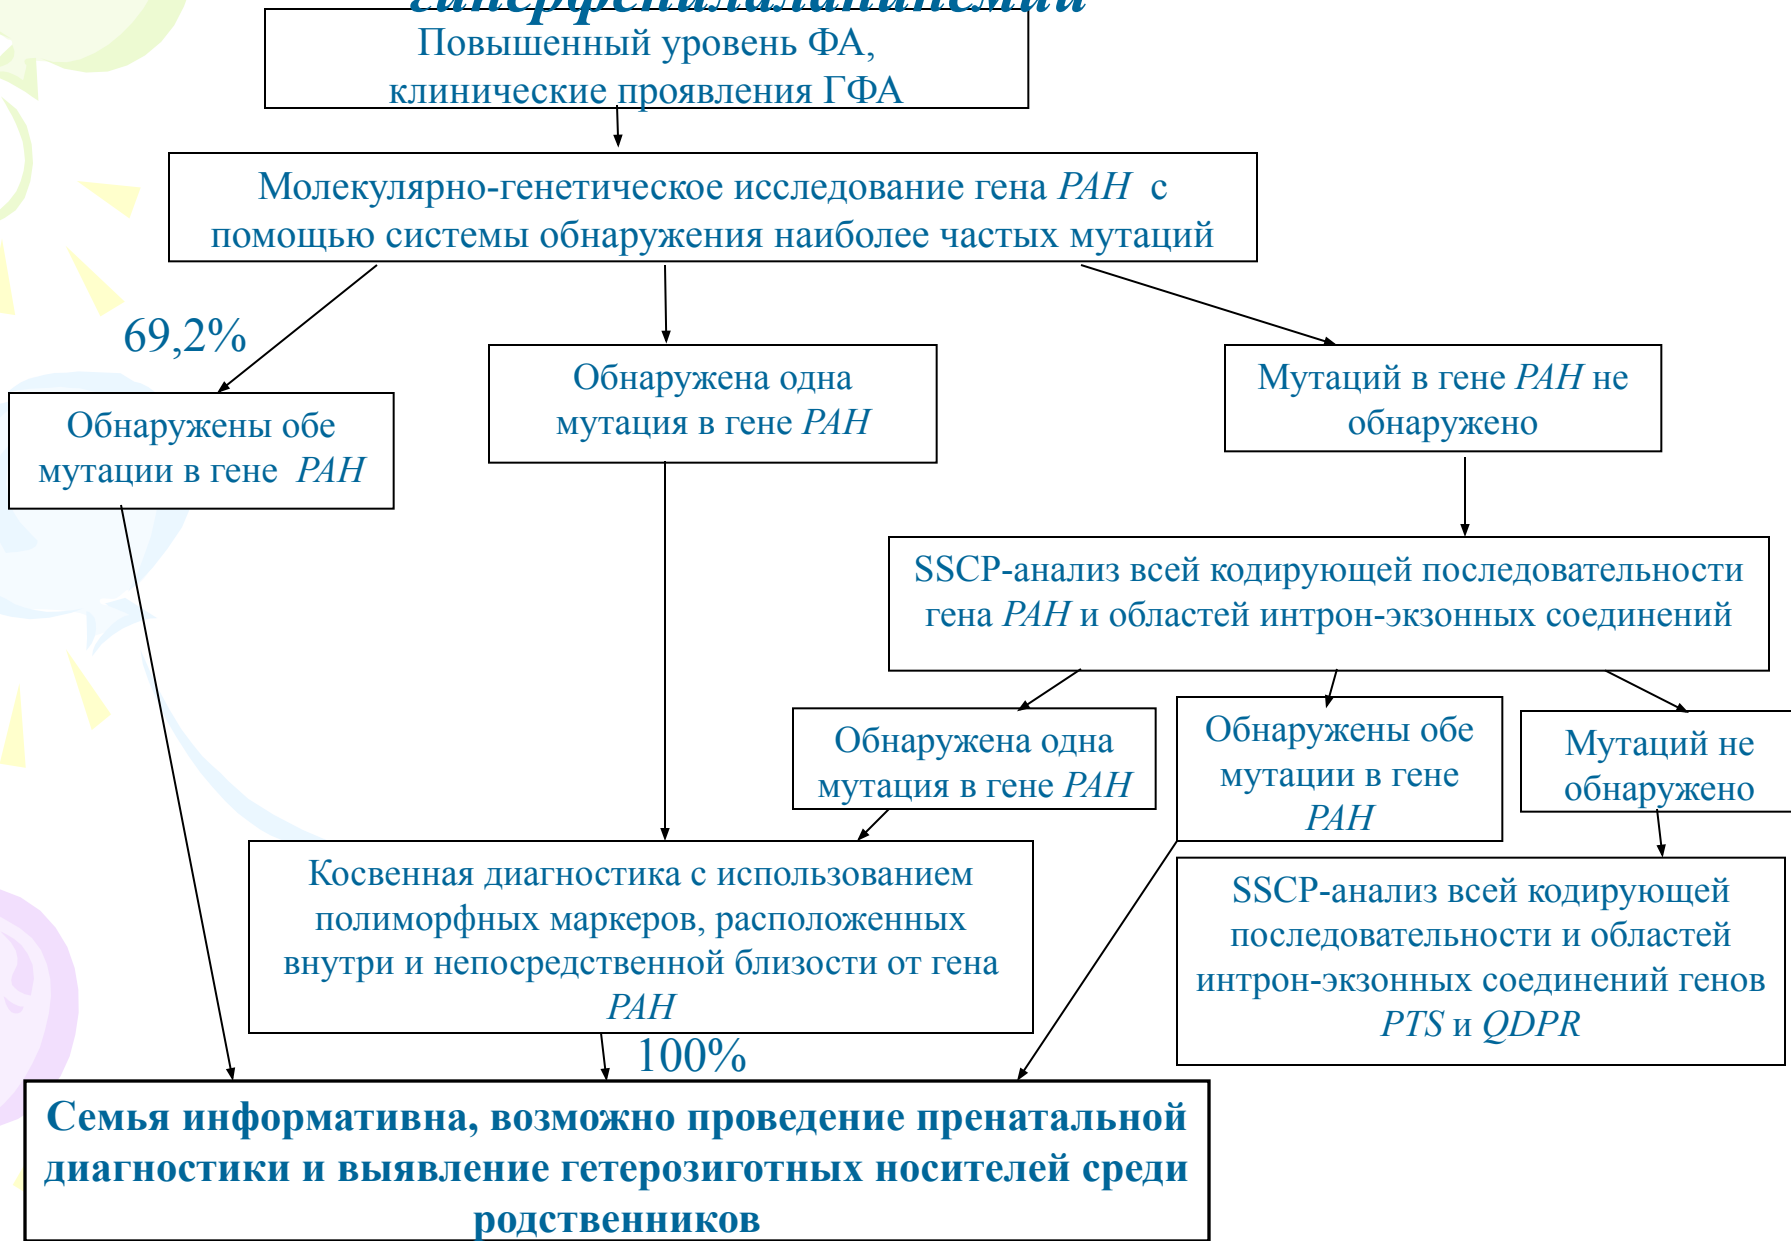 гиперфенилаланинемии
Повышенный уровень ФА,
клинические проявления ГФА
Молекулярно-генетическое исследование гена PAH с
помощью системы обнаружения наиболее частых мутаций
69,2%
Обнаружены обе
мутации в гене PAH
Обнаружена одна
мутация в гене PAH
Мутаций в гене PAH не
обнаружено
SSCP-анализ всей кодирующей последовательности
гена PAH и областей интрон-экзонных соединений
Обнаружена одна
мутация в гене PAH
Обнаружены обе
мутации в гене
PAH
Мутаций не
обнаружено
Косвенная диагностика с использованием
полиморфных маркеров, расположенных
внутри и непосредственной близости от гена
PAH
SSCP-анализ всей кодирующей
последовательности и областей
интрон-экзонных соединений генов
PTS и QDPR
100%
Семья информативна, возможно проведение пренатальной
диагностики и выявление гетерозиготных носителей среди
родственников